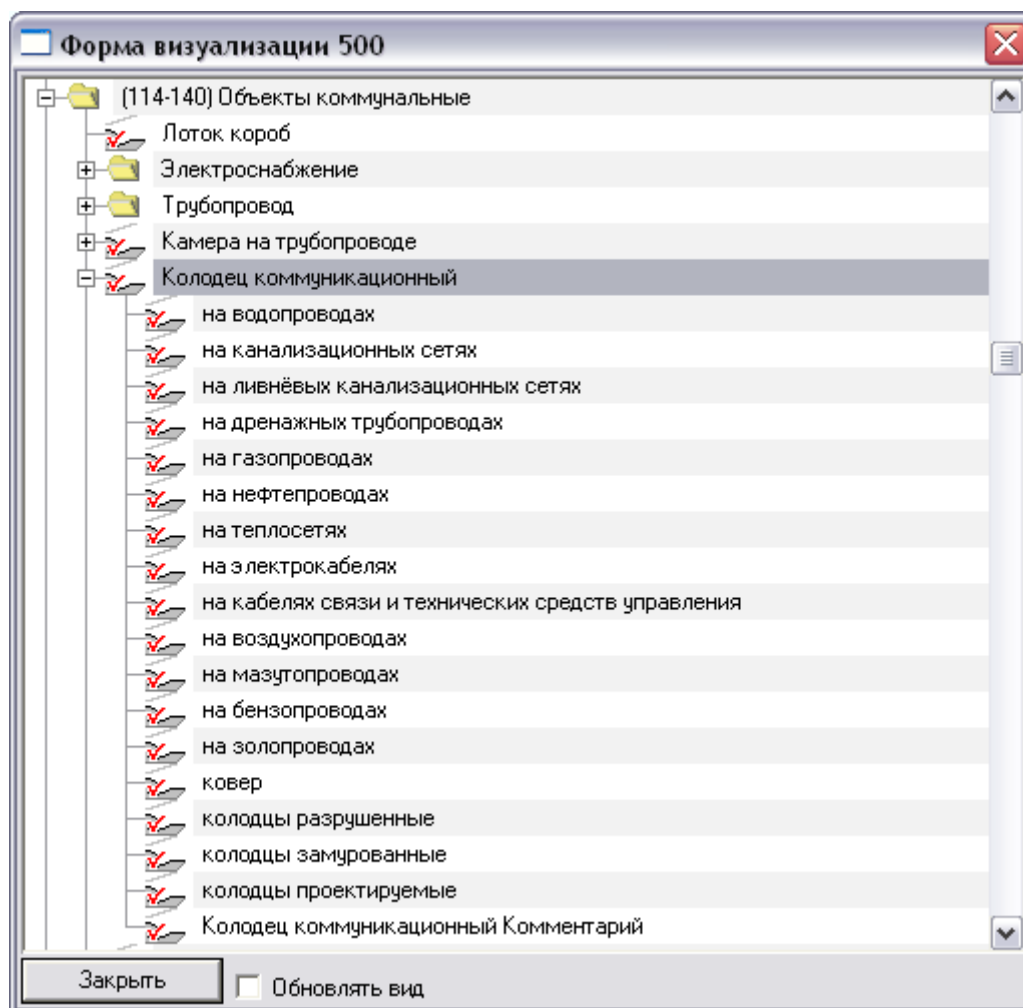 Форма визуализации 500
(114-140) Объекты коммунальные
Лоток короб
Электроснабжение
Трубопровод
Камера на трубопроводе
Колодец коммуникационный
на водопроводах
на канализационных сетях
на ливнёвых канализационных сетях
на дренажных трубопроводах
на газопроводах
на нефтепроводах
на теплосетях
на электрокабелях
на кабелях связи и технических средств управления
на воздухопроводах
на мазутопроводах
на бензопроводах
на золопроводах
ковер
колодцы разрушенные
колодцы замурованные
колодцы проектируемые
Колодец коммуникационный Комментарий
Закрыть
Обновлять вид